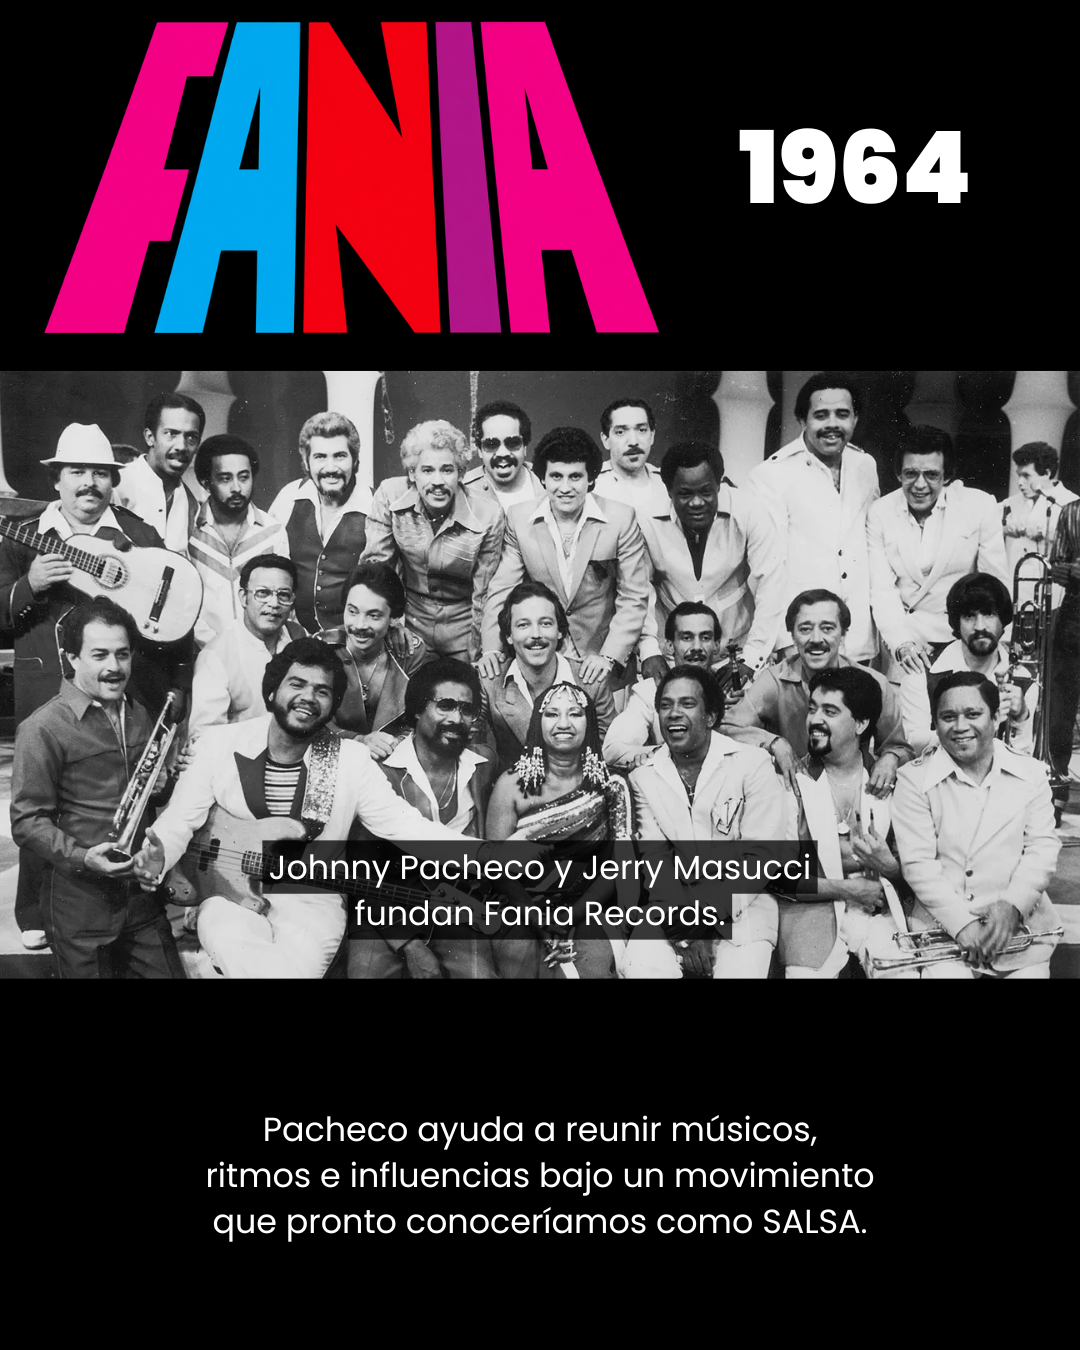 FANIA
1964
Johnny Pacheco y Jerry Masucci
fundan Fania Records.
Pacheco ayuda a reunir músicos,
ritmos e influencias bajo un movimiento
que pronto conoceríamos como SALSA.